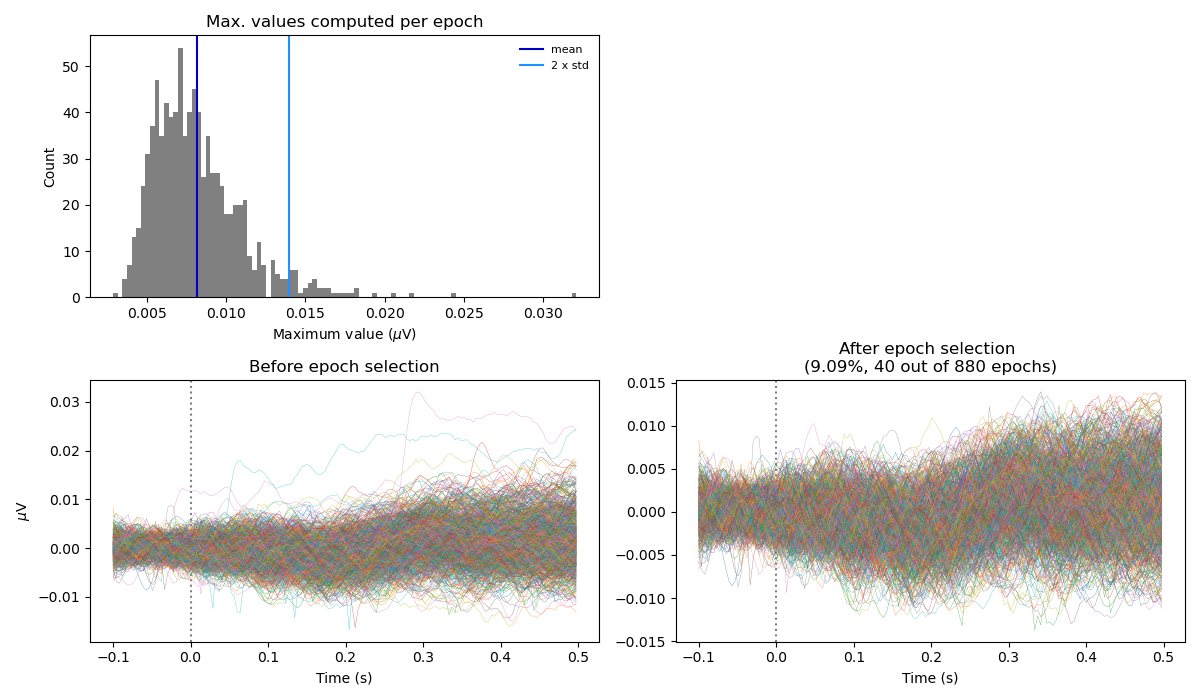 Max. values computed per epoch
mean
2 x std
50
40
30
20
10
0
Count
0.005 0.010 0.015 0.020 0.025 0.030
Maximum value (μV)
Before epoch selection
0.03
0.02
0.01
0.00
−0.01
μV
−0.1 0.0 0.1 0.2 0.3 0.4 0.5
Time (s)
After epoch selection
(9.09%, 40 out of 880 epochs)
0.015
0.010
0.005
0.000
−0.005
−0.010
−0.015
−0.1 0.0 0.1 0.2 0.3 0.4 0.5
Time (s)